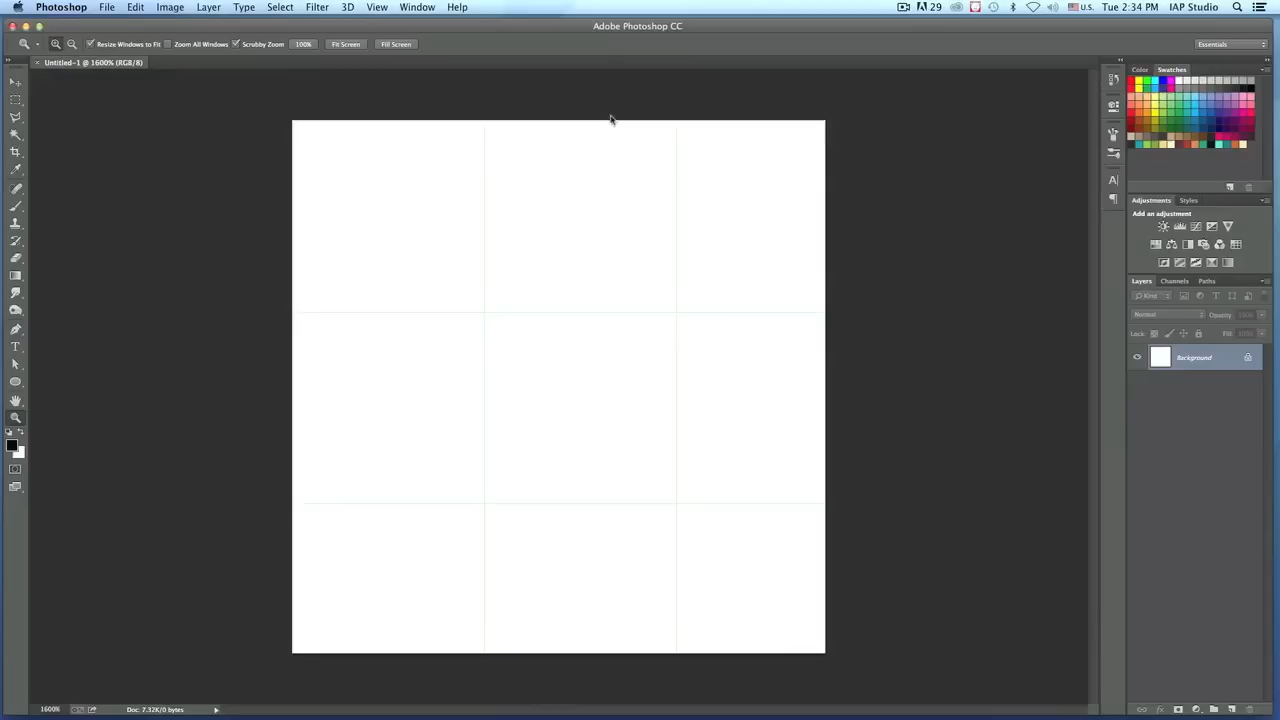 Photoshop File Edit Image Layer Type Select Filter 3D View Window Help 29 U.S. Tue 2:34 PM IAP Studio
Adobe Photoshop CC
Resize Windows to Fit Zoom All Windows Scrubby Zoom 100% Fit Screen Fill Screen Essentials
Untitled-1 @ 1600% (RGB/8)
Color Swatches
Adjustments Styles
Add an adjustment
Layers Channels Paths
Kind
Normal Opacity: 100%
Lock: Fill: 100%
Background
1600% Doc: 7.32K/0 bytes